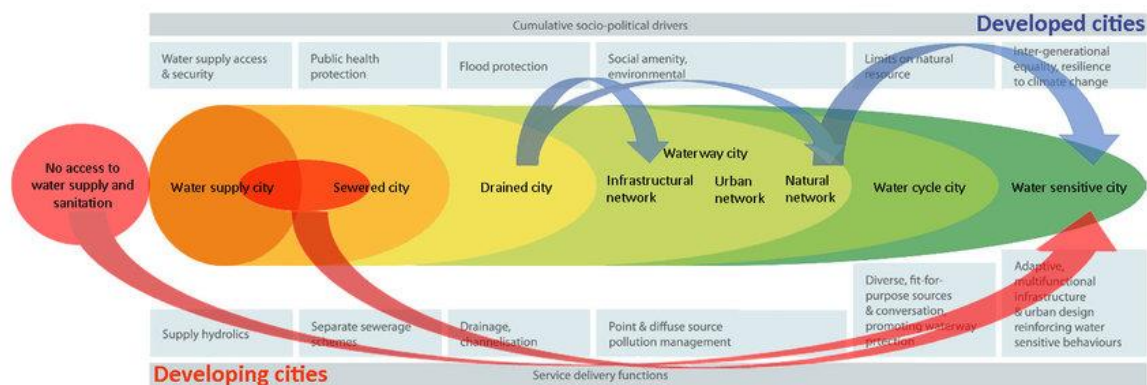 Cumulative socio-political drivers
Developed cities
Water supply access
& security
Public health
protection
Flood protection
Social amenity,
environmental
Limits on natural
resource
Inter-generational
equality, resilience
to climate change
No access to
water supply and
sanitation
Water supply city
Sewered city
Drained city
Waterway city
Infrastructural
network
Urban
network
Natural
network
Water cycle city
Water sensitive city
Supply hydrolics
Separate sewerage
schemes
Drainage,
channelisation
Point & diffuse source
pollution management
Diverse, fit-for-
purpose sources
& conversation,
promoting waterway
prtection
Adaptive,
multifunctional
infrastructure
& urban design
reinforcing water
sensitive behaviours
Developing cities
Service delivery functions